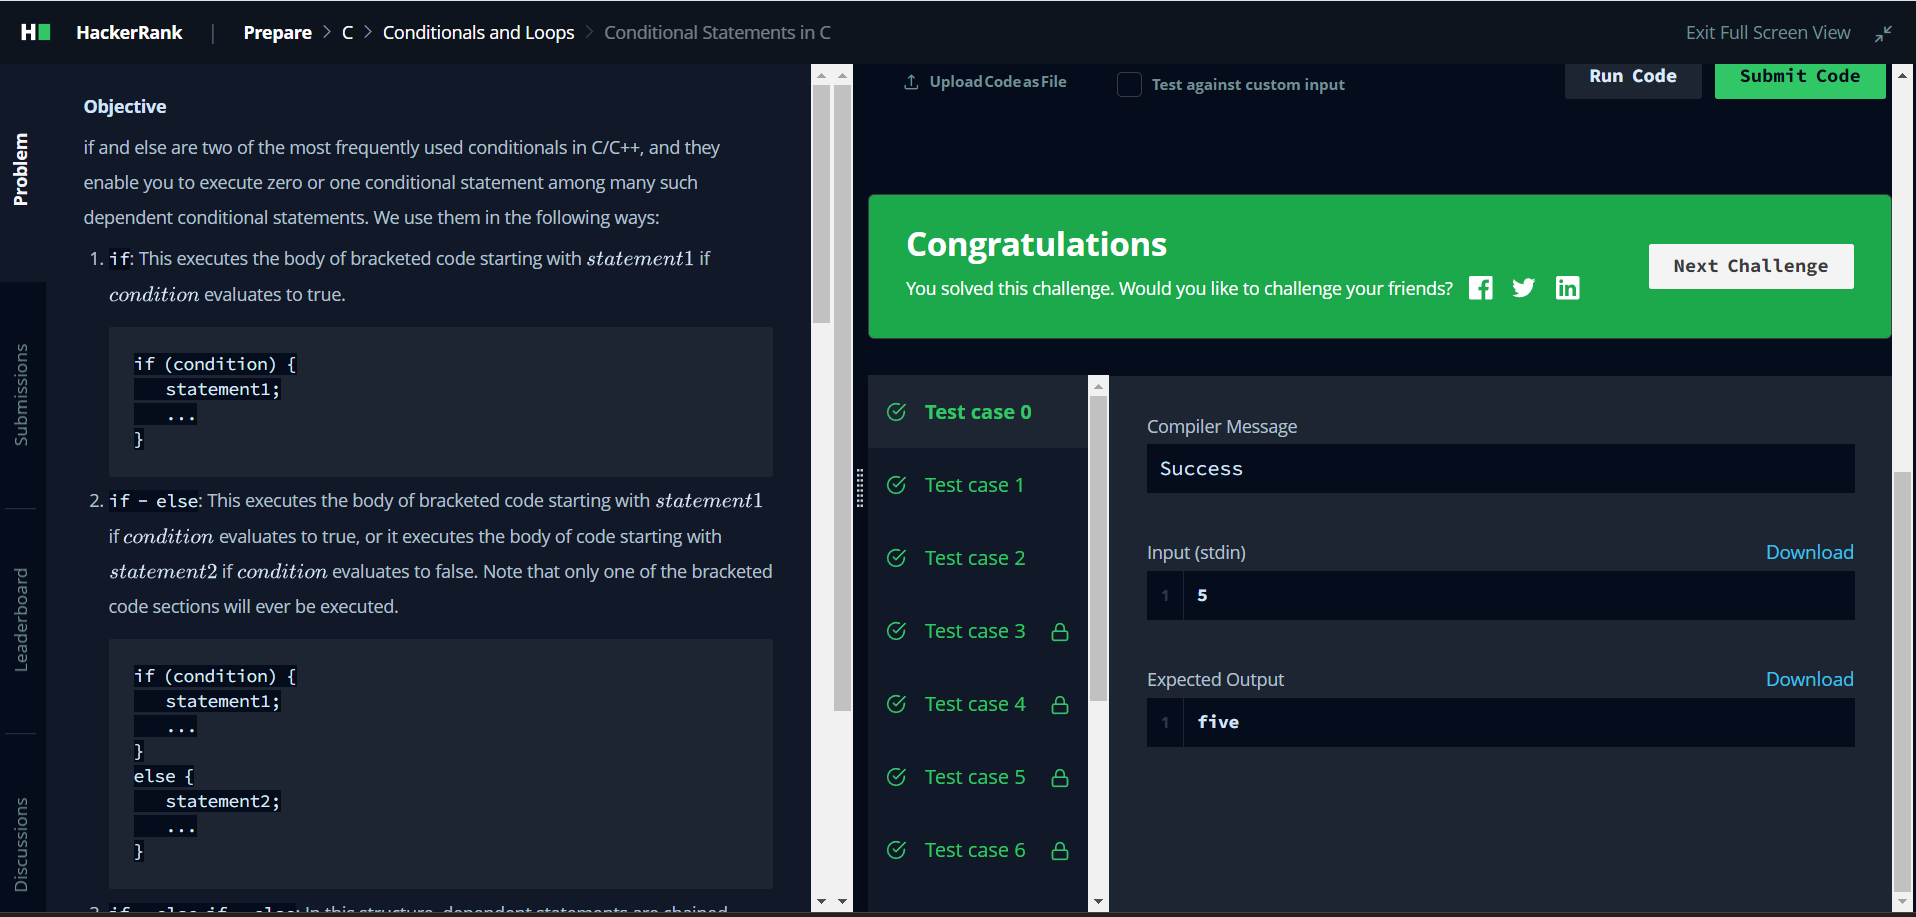 H HackerRank | Prepare > C > Conditionals and Loops > Conditional Statements in C Exit Full Screen View
Problem
Submissions
Leaderboard
Discussions
Objective
if and else are two of the most frequently used conditionals in C/C++, and they
enable you to execute zero or one conditional statement among many such
dependent conditional statements. We use them in the following ways:
1. if: This executes the body of bracketed code starting with statement1 if
condition evaluates to true.
if (condition) {
statement1;
...
}
2. if - else: This executes the body of bracketed code starting with statement1
if condition evaluates to true, or it executes the body of code starting with
statement2 if condition evaluates to false. Note that only one of the bracketed
code sections will ever be executed.
if (condition) {
statement1;
...
}
else {
statement2;
...
}
3. if - else if - else: In this structure, dependent statements are chained
Upload Code as File Test against custom input Run Code Submit Code
Congratulations
You solved this challenge. Would you like to challenge your friends?
Next Challenge
Test case 0
Test case 1
Test case 2
Test case 3
Test case 4
Test case 5
Test case 6
Compiler Message
Success
Input (stdin) Download
1 5
Expected Output Download
1 five